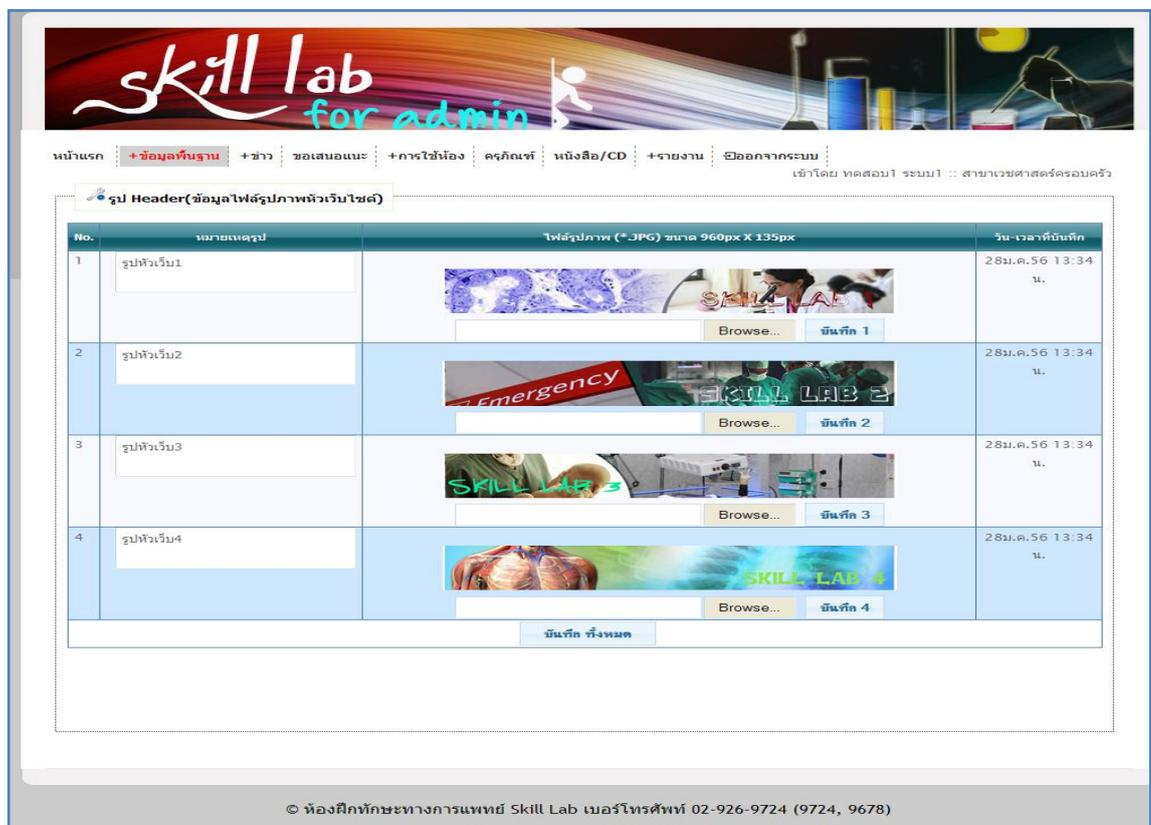 skill lab
for admin
หน้าแรก +ข้อมูลพื้นฐาน +ข่าว ขอเสนอแนะ +การใช้ห้อง ครุภัณฑ์ หนังสือ/CD +รายงาน ออกจากระบบ
เข้าโดย ทดสอบ1 ระบบ1 :: สาขาเวชศาสตร์ครอบครัว
รูป Header(ข้อมูลไฟล์รูปภาพหัวเว็บไซต์)
No. หมายเหตุรูป ไฟล์รูปภาพ (*.JPG) ขนาด 960px X 135px วัน-เวลาที่บันทึก
1 รูปหัวเว็บ1 SKILL LAB 1 28ม.ค.56 13:34
น.
Browse... บันทึก 1
2 รูปหัวเว็บ2 Emergency SKILL LAB 2 28ม.ค.56 13:34
น.
Browse... บันทึก 2
3 รูปหัวเว็บ3 SKILL LAB 3 28ม.ค.56 13:34
น.
Browse... บันทึก 3
4 รูปหัวเว็บ4 SKILL LAB 4 28ม.ค.56 13:34
น.
Browse... บันทึก 4
บันทึก ทั้งหมด
© ห้องฝึกทักษะทางการแพทย์ Skill Lab เบอร์โทรศัพท์ 02-926-9724 (9724, 9678)